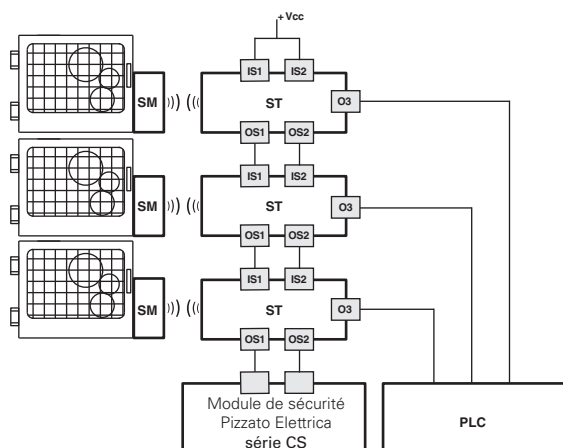 + Vcc
IS1 IS2
SM ST O3
OS1 OS2
IS1 IS2
SM ST O3
OS1 OS2
IS1 IS2
SM ST O3
OS1 OS2
Module de sécurité
Pizzato Elettrica
série CS
PLC